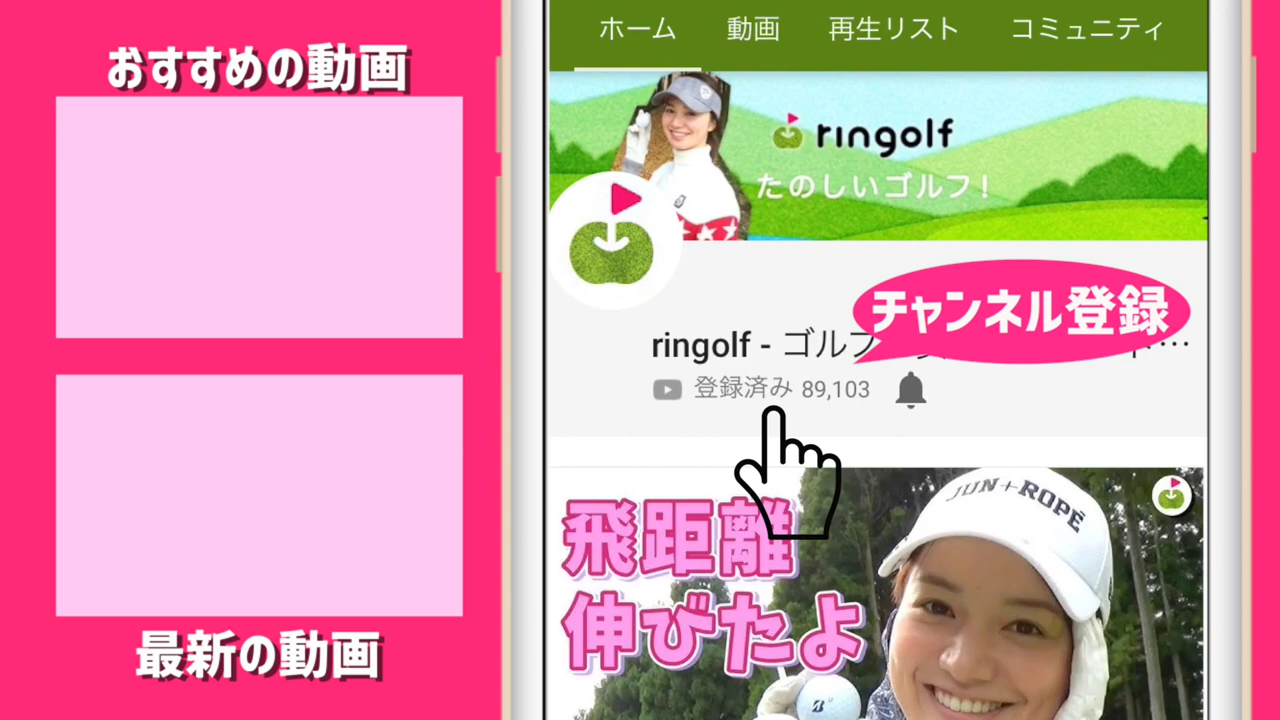 おすすめの動画
最新の動画
ホーム 動画 再生リスト コミュニティ
ringolf
たのしいゴルフ!
チャンネル登録
ringolf - ゴルフ
登録済み 89,103
JUN+ROPÉ
飛距離
伸びたよ
B